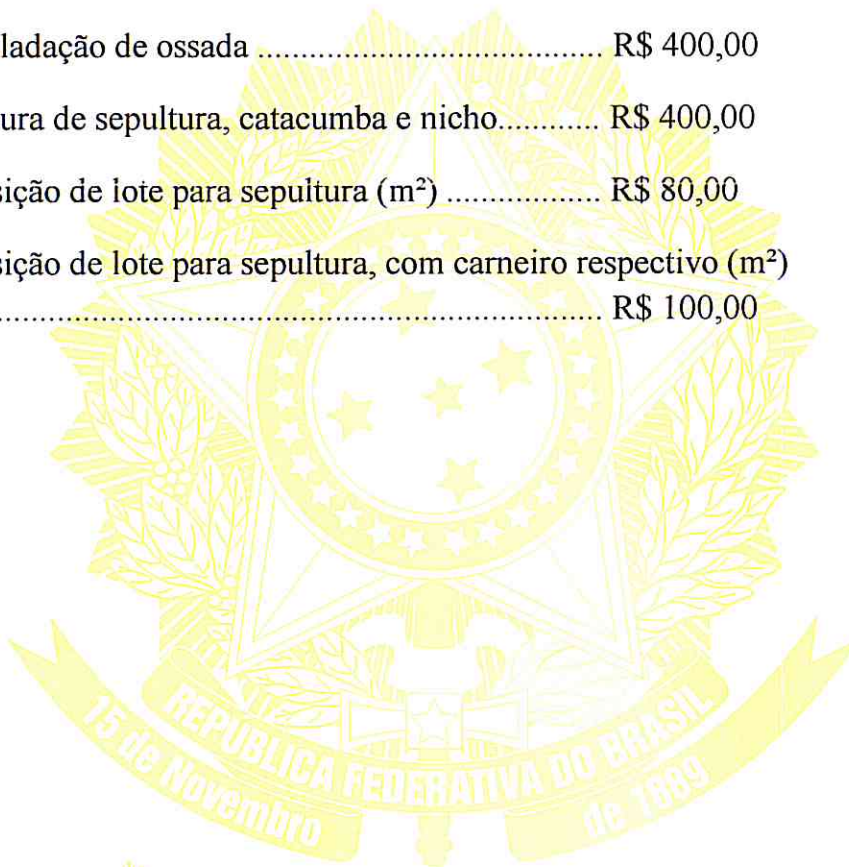 ladação de ossada .................................... R$ 400,00
ura de sepultura, catacumba e nicho............ R$ 400,00
sição de lote para sepultura (m²) .................. R$ 80,00
sição de lote para sepultura, com carneiro respectivo (m²)
........................................................................ R$ 100,00
REPÚBLICA FEDERATIVA DO BRASIL
15 de Novembro de 1889